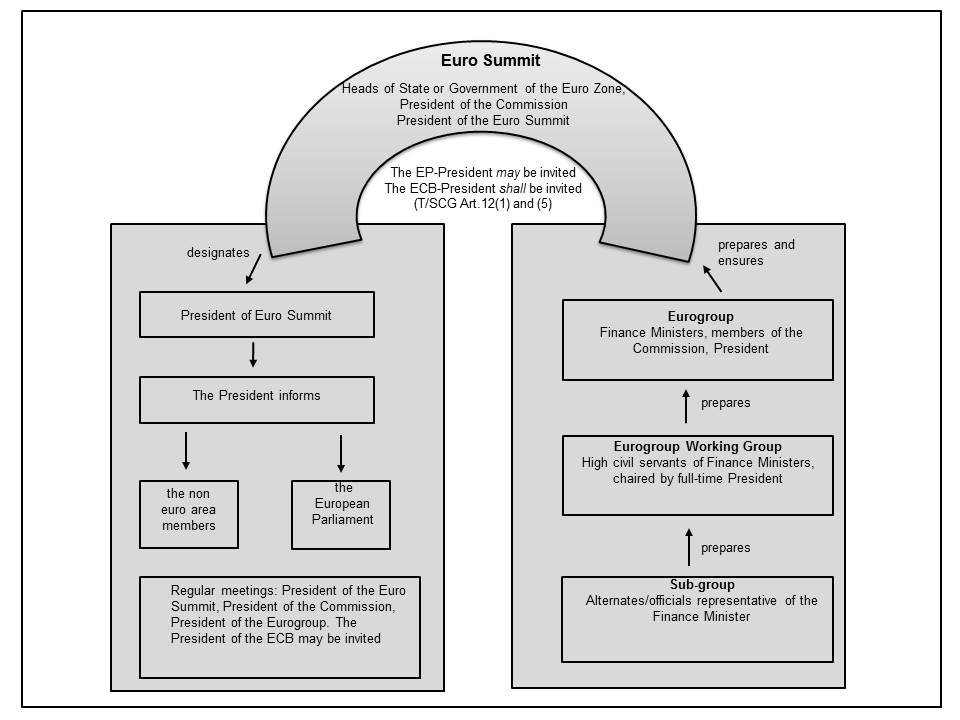 Euro Summit
Heads of State or Government of the Euro Zone,
President of the Commission
President of the Euro Summit
The EP-President may be invited
The ECB-President shall be invited
(T/SCG Art.12(1) and (5)
designates
President of Euro Summit
The President informs
the non
euro area
members
the
European
Parliament
Regular meetings: President of the Euro
Summit, President of the Commission,
President of the Eurogroup. The
President of the ECB may be invited
prepares and
ensures
Eurogroup
Finance Ministers, members of the
Commission, President
prepares
Eurogroup Working Group
High civil servants of Finance Ministers,
chaired by full-time President
prepares
Sub-group
Alternates/officials representative of the
Finance Minister